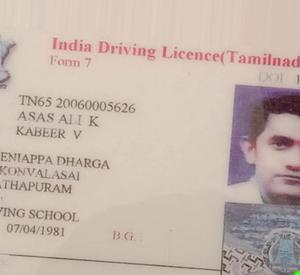 India Driving Licence(Tamilnad
Form 7
DOI 1
TN65 20060005626
ASAS ALI K
KABEER V
ENIAPPA DHARGA
KONVALASAI
ATHAPURAM
VING SCHOOL
07/04/1981 B.G.: